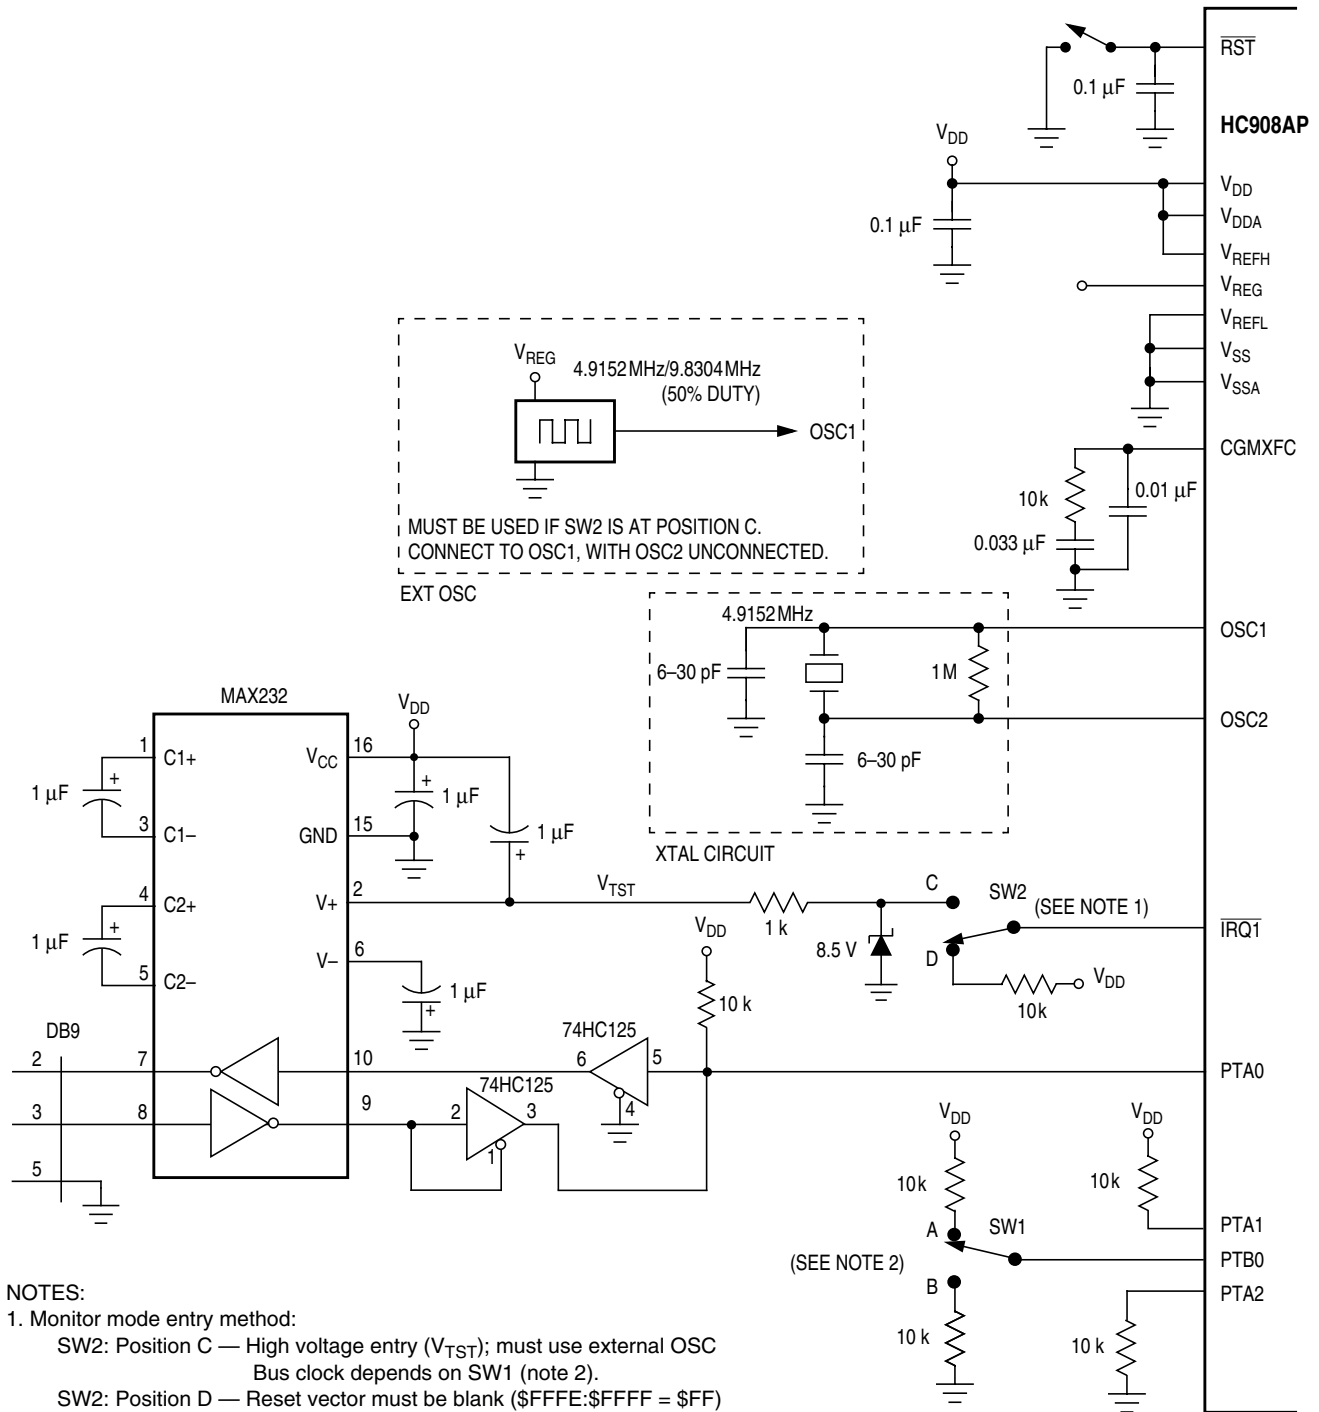 RST
0.1 µF
HC908AP
VDD
VDD
0.1 µF
VDDA
VREFH
VREG
VREFL
VSS
VSSA
VREG
4.9152MHz/9.8304MHz
(50% DUTY)
OSC1
MUST BE USED IF SW2 IS AT POSITION C.
CONNECT TO OSC1, WITH OSC2 UNCONNECTED.
EXT OSC
CGMXFC
10k
0.01 µF
0.033 µF
4.9152MHz
OSC1
6–30 pF
1M
OSC2
6–30 pF
XTAL CIRCUIT
MAX232
VDD
1
C1+
VCC
16
1 µF
+
+
1 µF
3
C1–
GND
15
1 µF
+
4
C2+
V+
2
VTST
1 k
C
SW2
(SEE NOTE 1)
IRQ1
1 µF
+
8.5 V
D
VDD
10k
5
C2–
V–
6
1 µF
+
VDD
10 k
DB9
74HC125
2
7
10
6
5
PTA0
4
74HC125
3
8
9
2
3
1
5
VDD
VDD
10k
10k
A
SW1
PTA1
(SEE NOTE 2)
PTB0
B
PTA2
10 k
10 k
NOTES:
1. Monitor mode entry method:
SW2: Position C — High voltage entry (VTST); must use external OSC
Bus clock depends on SW1 (note 2).
SW2: Position D — Reset vector must be blank ($FFFE:$FFFF = $FF)